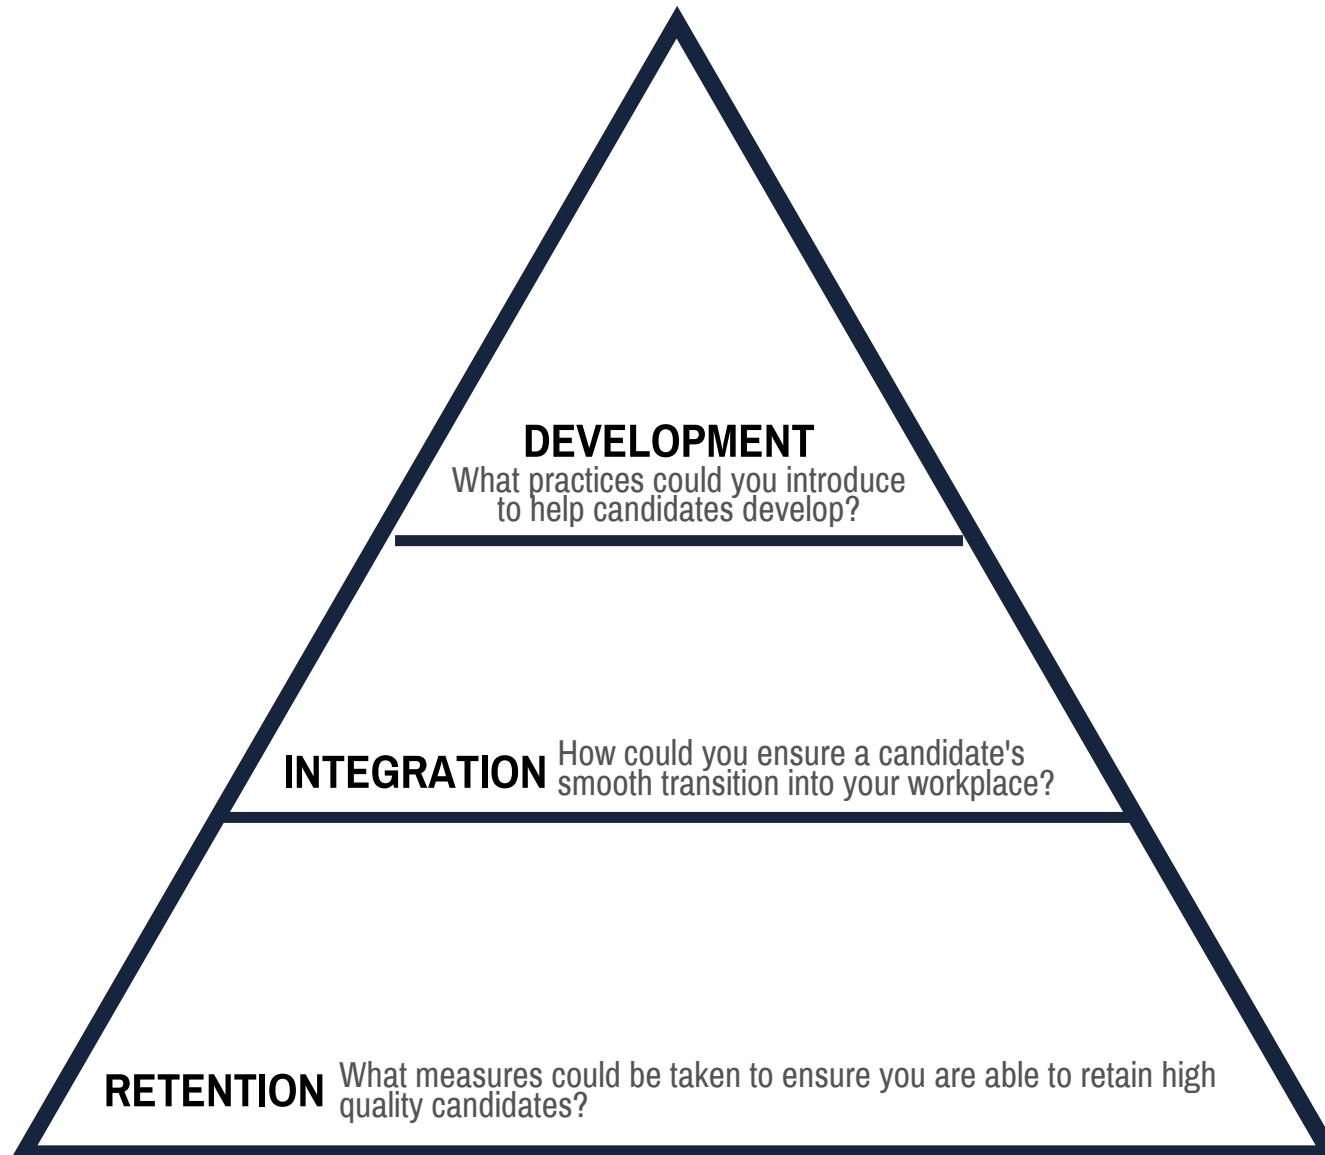 DEVELOPMENT
What practices could you introduce
to help candidates develop?
INTEGRATION How could you ensure a candidate's
smooth transition into your workplace?
RETENTION What measures could be taken to ensure you are able to retain high
quality candidates?